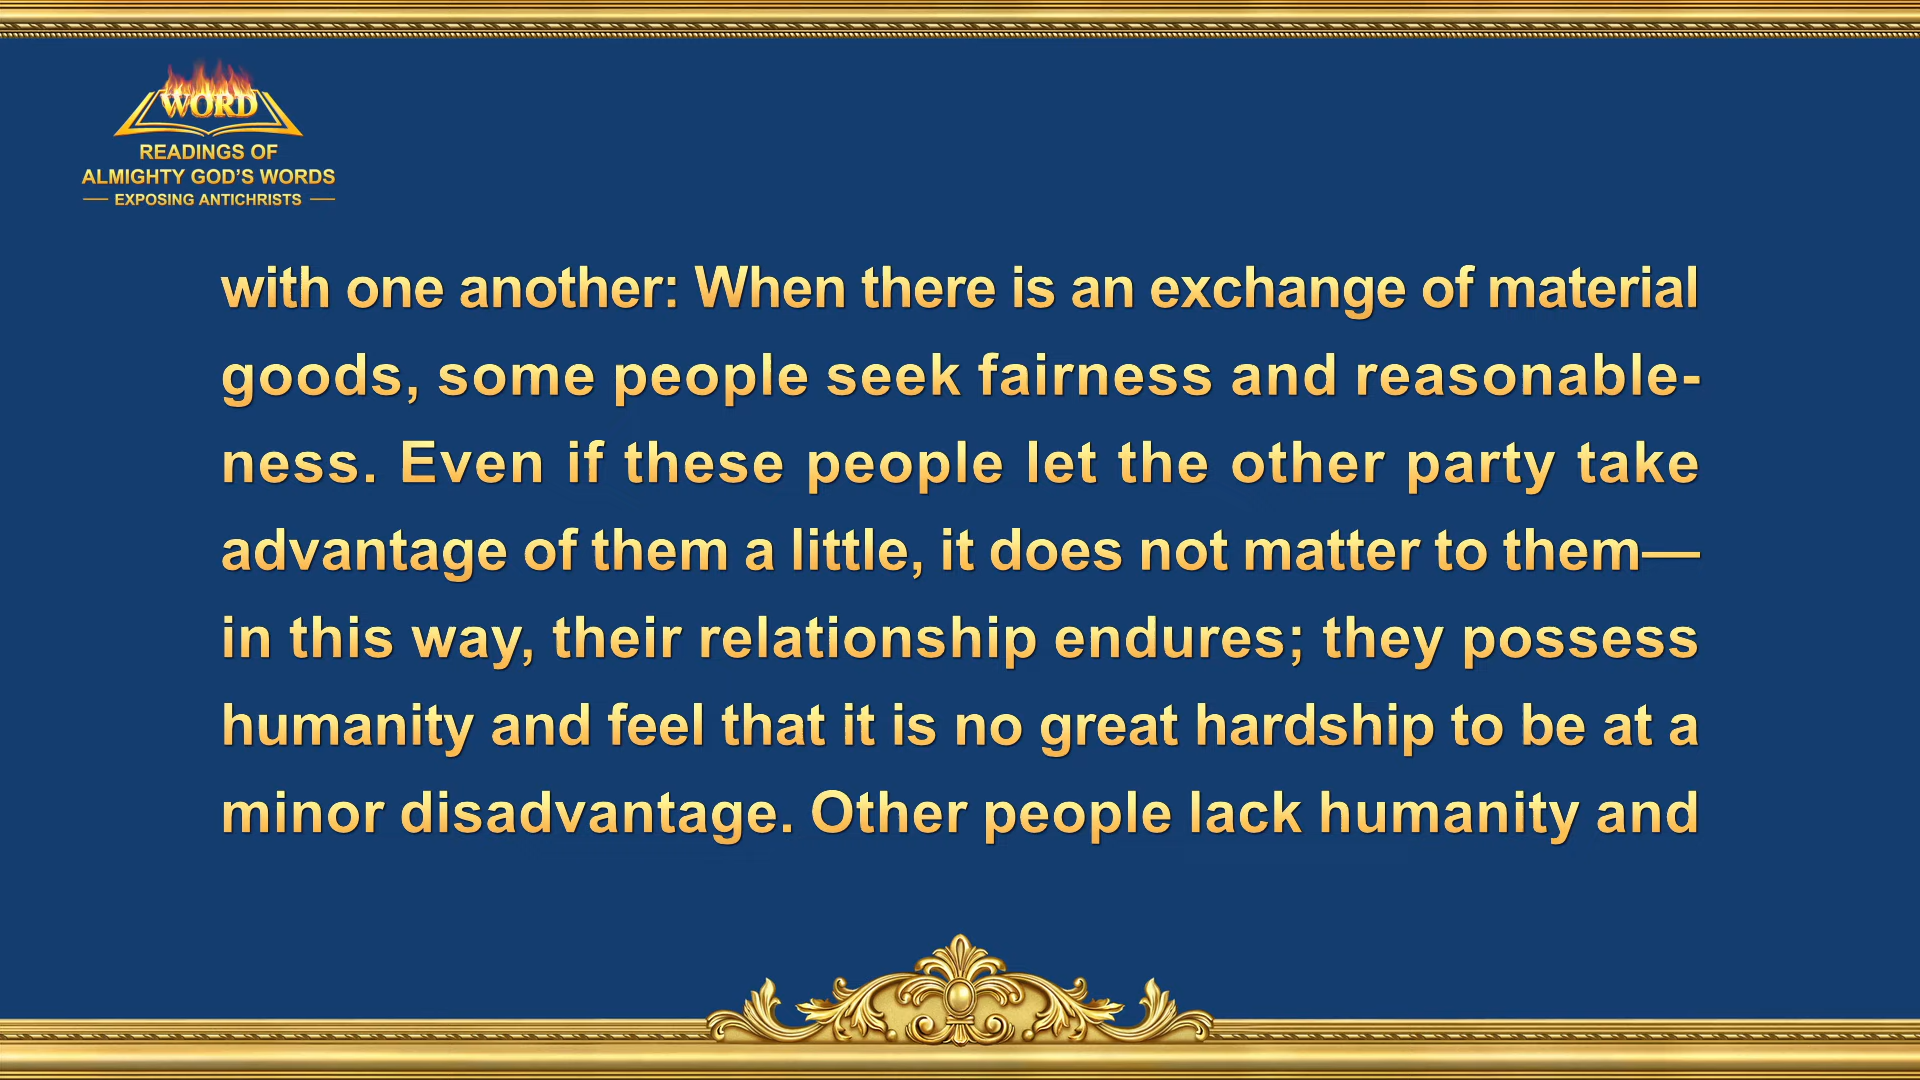 WORD
READINGS OF
ALMIGHTY GOD'S WORDS
EXPOSING ANTICHRISTS
with one another: When there is an exchange of material
goods, some people seek fairness and reasonable-
ness. Even if these people let the other party take
advantage of them a little, it does not matter to them—
in this way, their relationship endures; they possess
humanity and feel that it is no great hardship to be at a
minor disadvantage. Other people lack humanity and